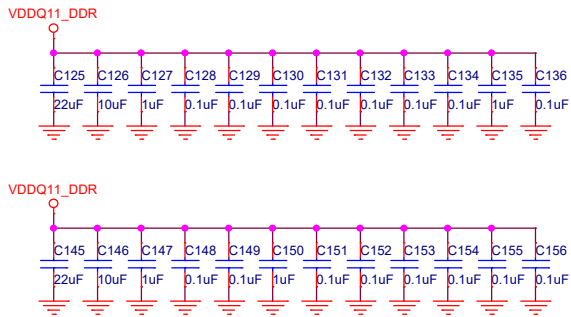 VDDQ11_DDR
C125 C126 C127 C128 C129 C130 C131 C132 C133 C134 C135 C136
22uF 10uF 1uF 0.1uF 0.1uF 0.1uF 0.1uF 0.1uF 0.1uF 0.1uF 1uF 0.1uF
VDDQ11_DDR
C145 C146 C147 C148 C149 C150 C151 C152 C153 C154 C155 C156
22uF 10uF 1uF 0.1uF 0.1uF 1uF 0.1uF 0.1uF 0.1uF 0.1uF 0.1uF 0.1uF